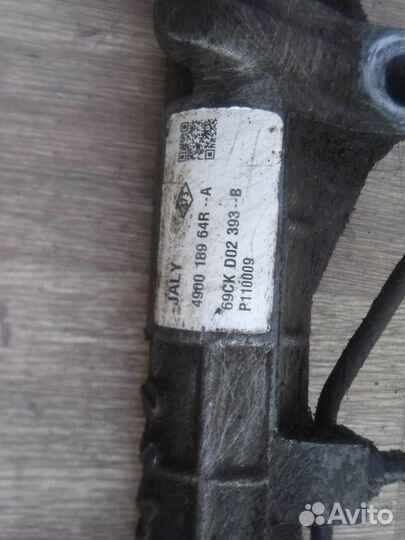 JALY
4900 189 64R --A
69CK D02 393 --B
P110009
Avito